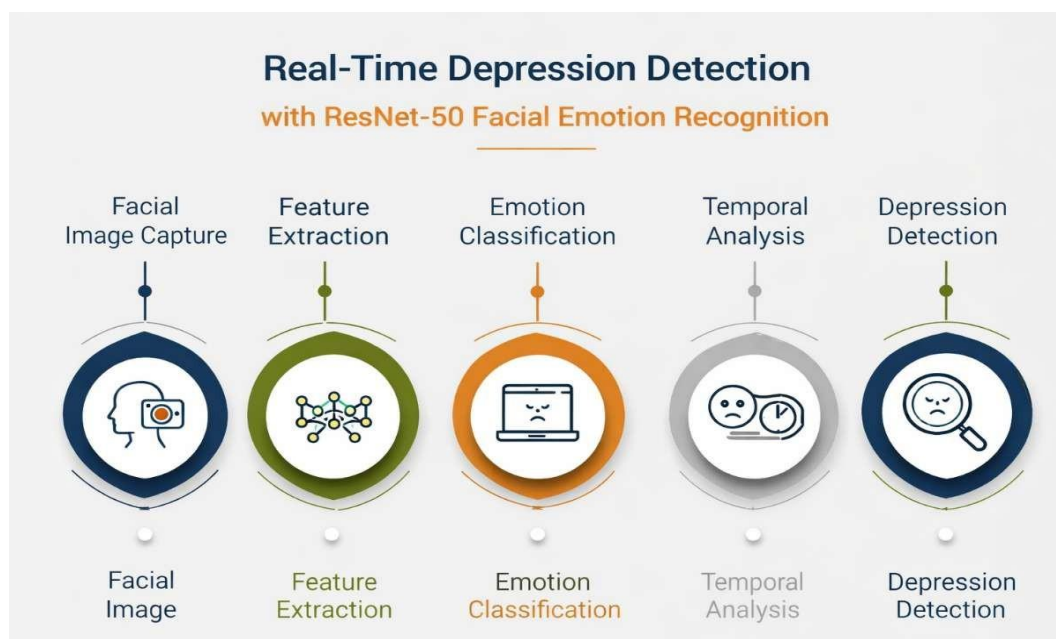 Real-Time Depression Detection
with ResNet-50 Facial Emotion Recognition
Facial
Image Capture
Feature
Extraction
Emotion
Classification
Temporal
Analysis
Depression
Detection
Facial
Image
Feature
Extraction
Emotion
Classification
Temporal
Analysis
Depression
Detection